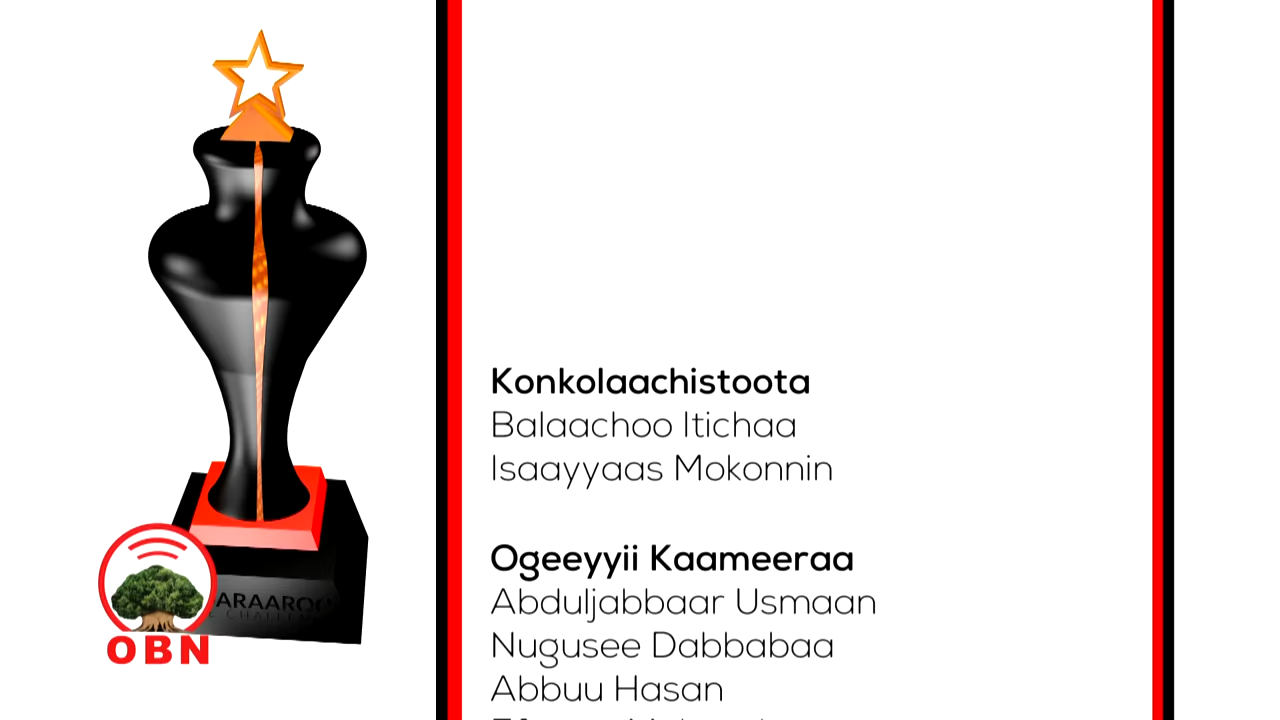 Konkolaachistoota
Balaachoo Itichaa
Isaayyaas Mokonnin
Ogeeyyii Kaameeraa
Abduljabbaar Usmaan
Nugusee Dabbabaa
Abbuu Hasan
OBN